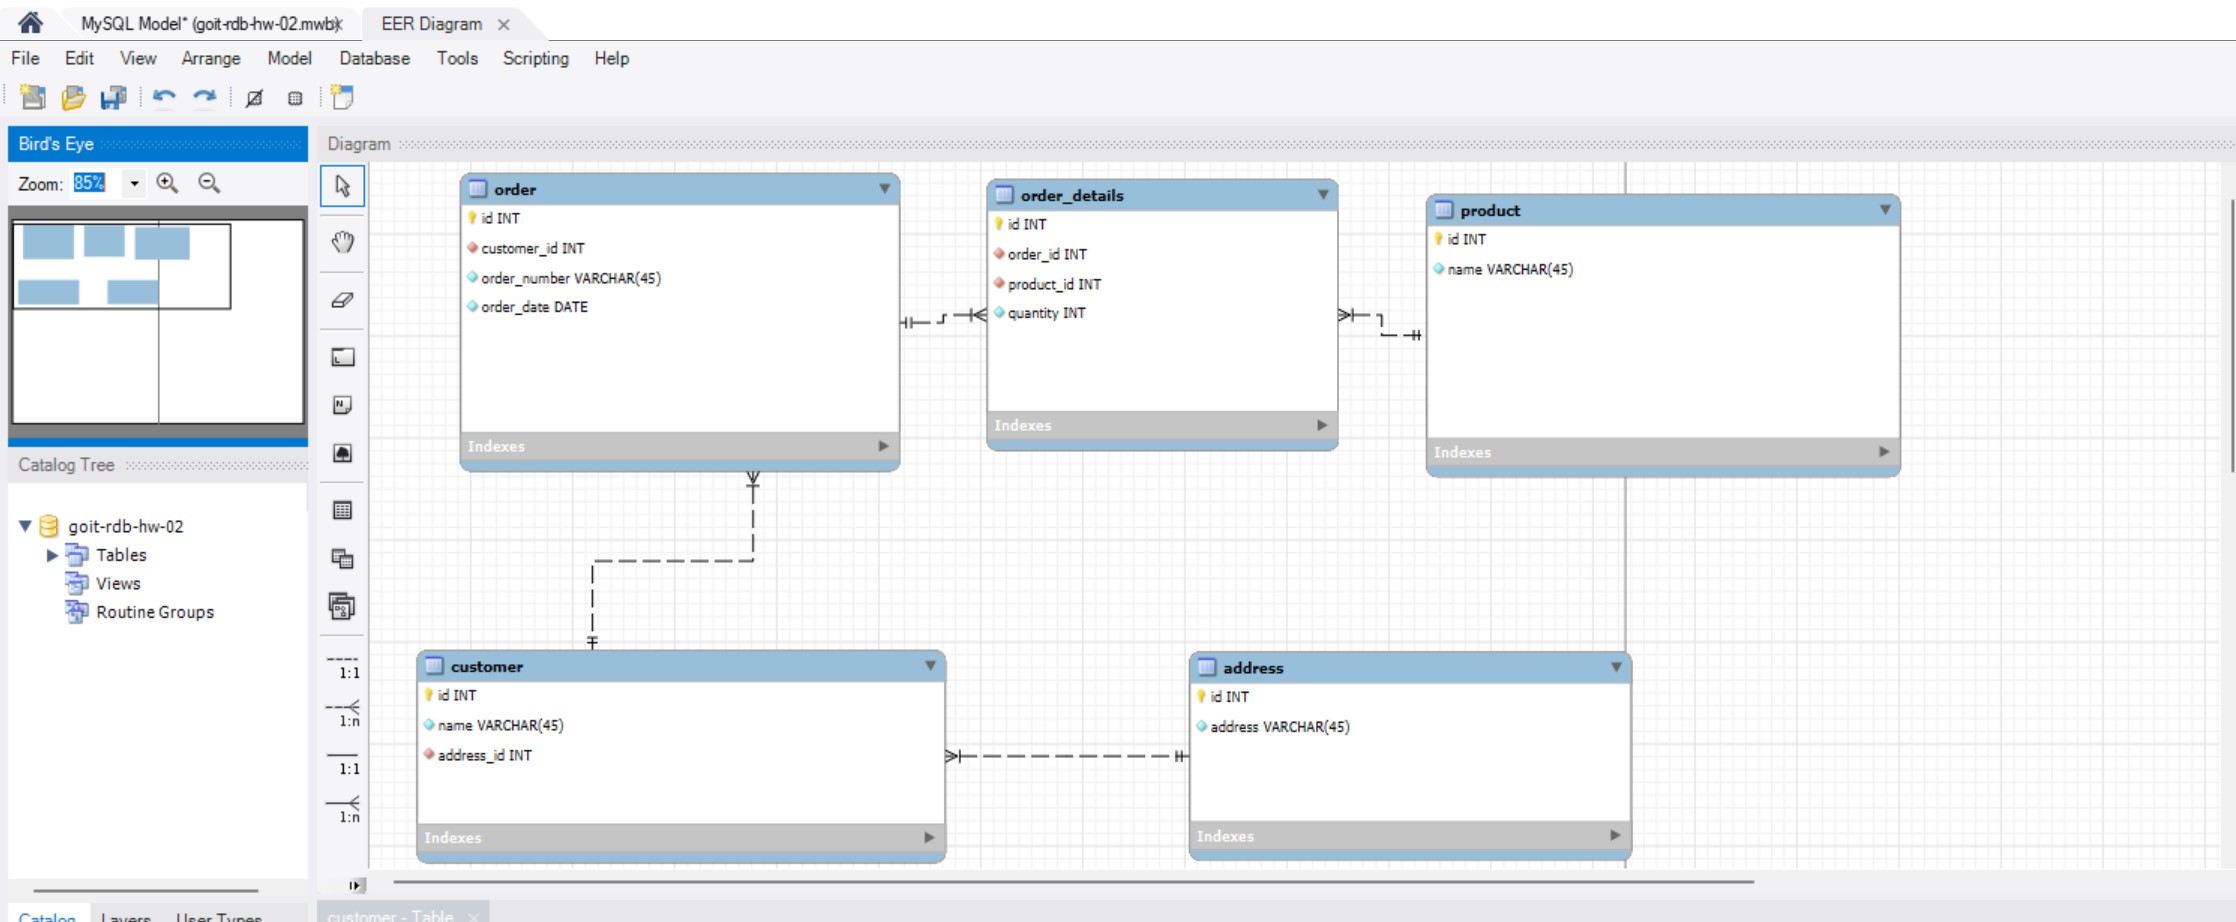 MySQL Model* (goit-rdb-hw-02.mwb)
EER Diagram
File Edit View Arrange Model Database Tools Scripting Help
Bird's Eye
Zoom: 85%
Catalog Tree
goit-rdb-hw-02
Tables
Views
Routine Groups
Catalog Layers User Types
Diagram
1:1
1:n
1:1
1:n
order
id INT
customer_id INT
order_number VARCHAR(45)
order_date DATE
Indexes
order_details
id INT
order_id INT
product_id INT
quantity INT
Indexes
product
id INT
name VARCHAR(45)
Indexes
customer
id INT
name VARCHAR(45)
address_id INT
Indexes
address
id INT
address VARCHAR(45)
Indexes
customer - Table